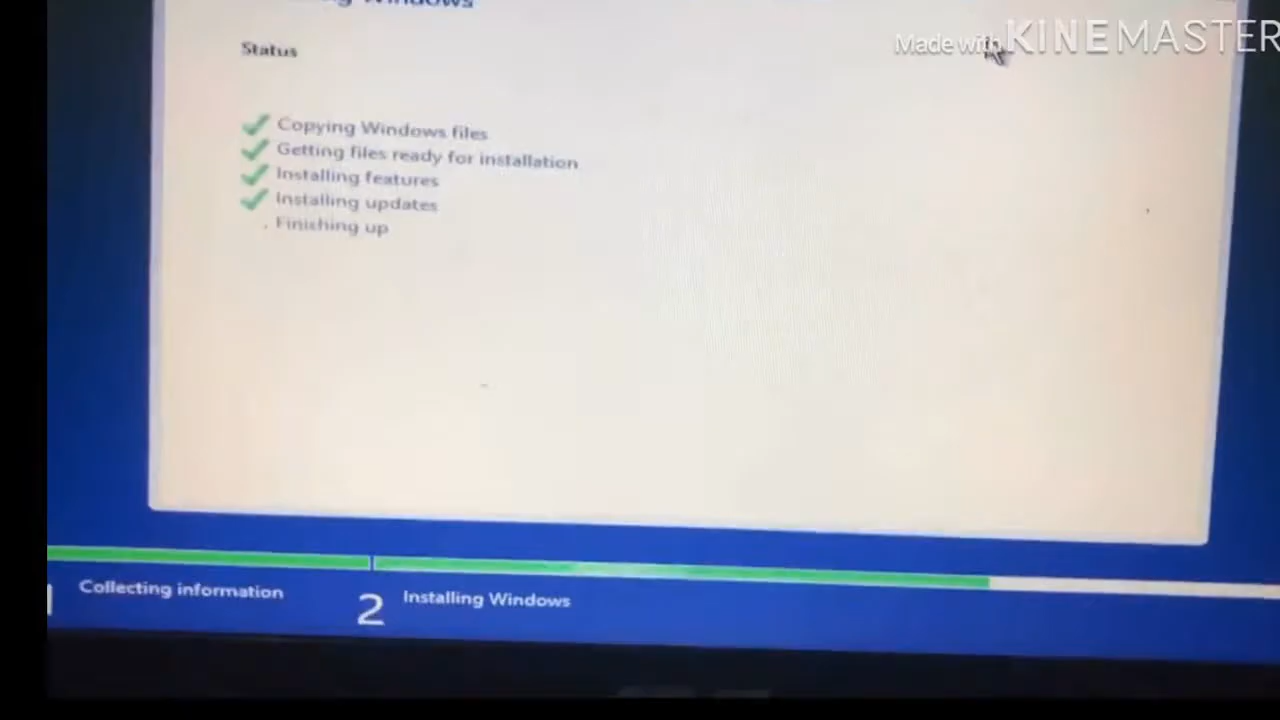 Windows
Made with KINEMASTER
Status
Copying Windows files
Getting files ready for installation
Installing features
Installing updates
Finishing up
Collecting information
2
Installing Windows